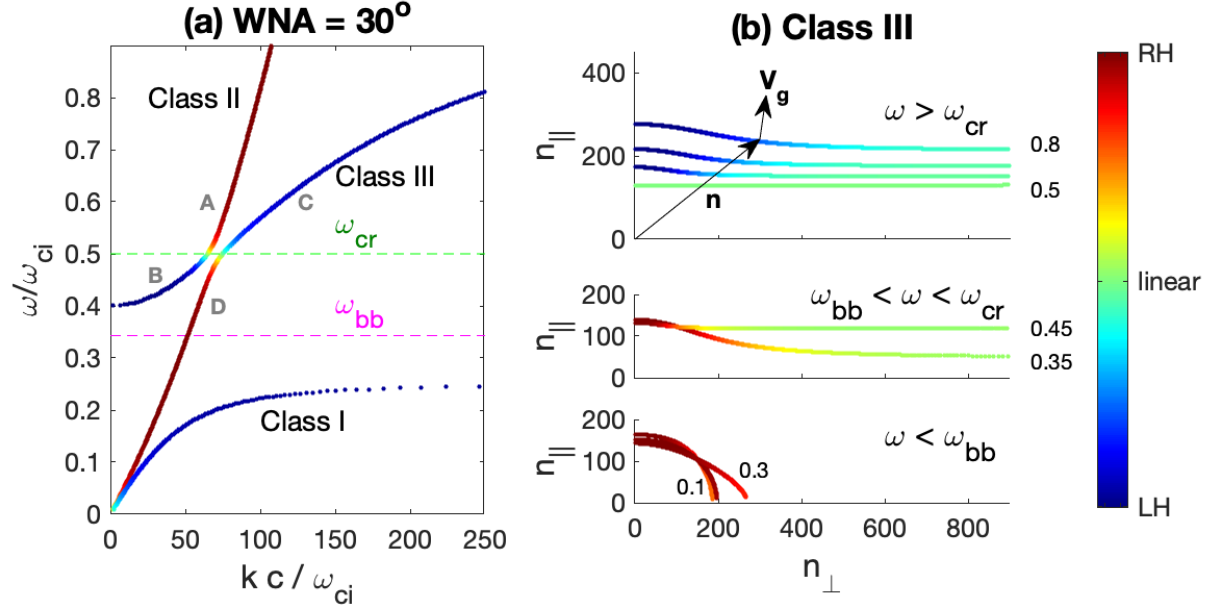 (a) WNA = 30°
0.8
0.7
0.6
0.5
0.4
0.3
0.2
0.1
0
ω/ω_ci
Class II
Class III
A
C
ω_cr
B
D
ω_bb
Class I
0 50 100 150 200 250
k c / ω_ci
(b) Class III
400
200
0
n_||
V_g
n
ω > ω_cr
0.8
0.5
200
100
0
n_||
ω_bb < ω < ω_cr
0.45
0.35
200
100
0
n_||
ω < ω_bb
0.3
0.1
0 200 400 600 800
n_⊥
RH
linear
LH